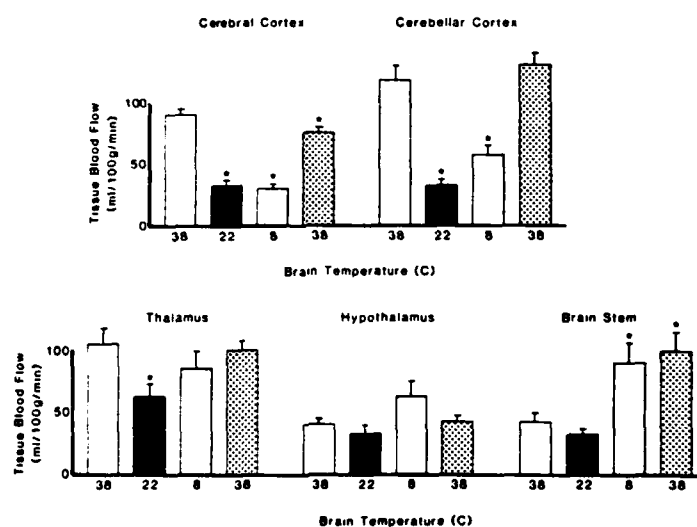 Cerebral Cortex Cerebellar Cortex
Tissue Blood Flow
(ml/100g/min)
100
50
0
* * * * *
38 22 8 38 38 22 8 38
Brain Temperature (C)
Thalamus Hypothalamus Brain Stem
Tissue Blood Flow
(ml/100g/min)
100
50
0
* * *
38 22 8 38 38 22 8 38 38 22 8 38
Brain Temperature (C)